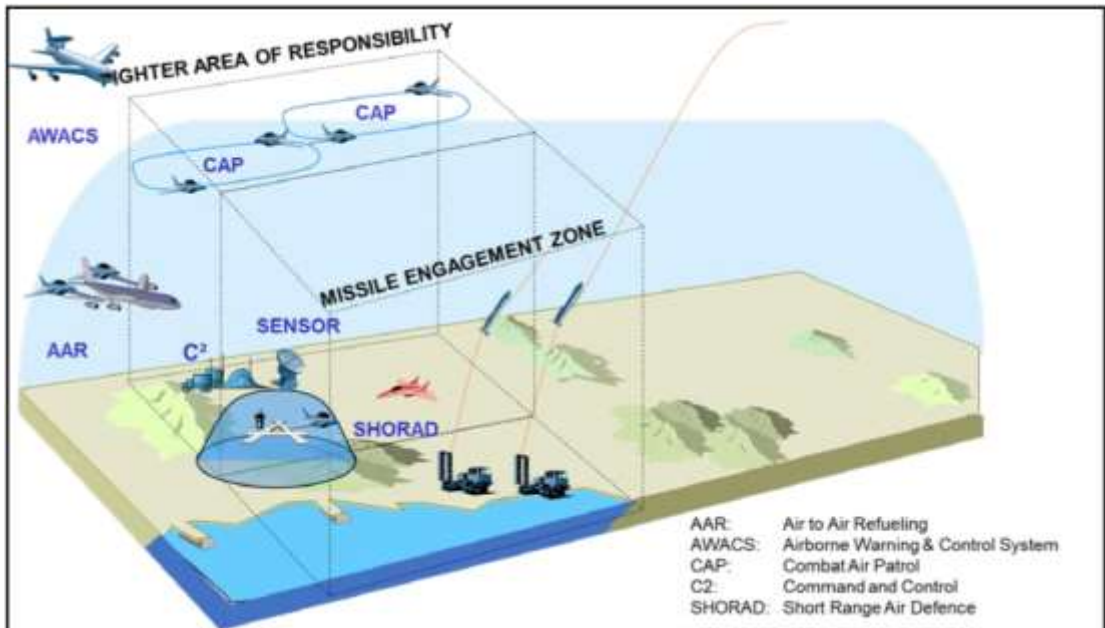 IGHTER AREA OF RESPONSIBILITY
CAP
AWACS
CAP
MISSILE ENGAGEMENT ZONE
SENSOR
AAR
C²
SHORAD
AAR: Air to Air Refueling
AWACS: Airborne Warning & Control System
CAP: Combat Air Patrol
C2: Command and Control
SHORAD: Short Range Air Defence